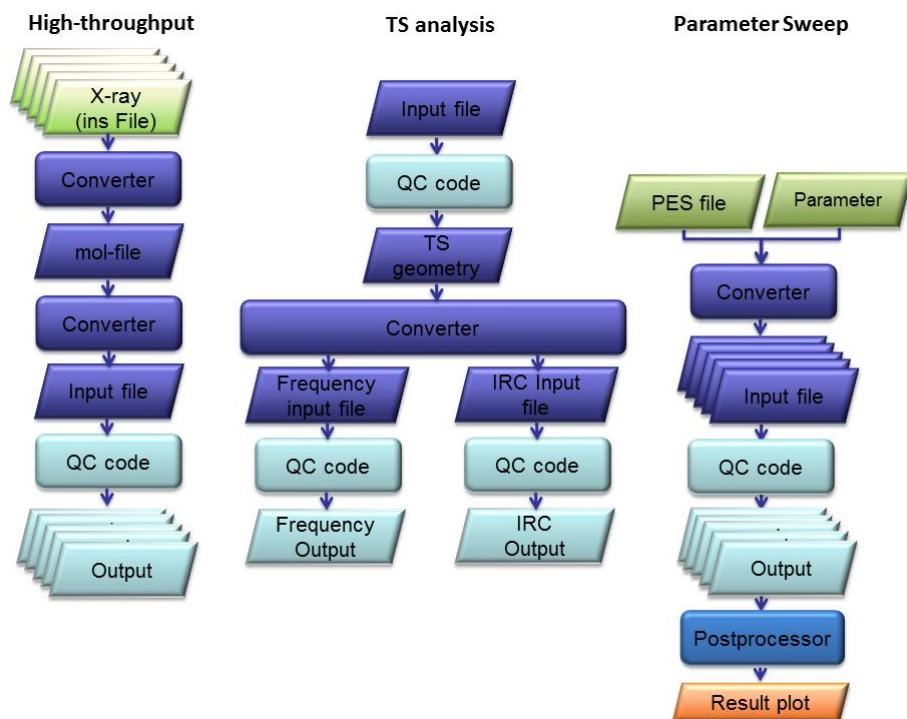 High-throughput
X-ray
(ins File)
Converter
mol-file
Converter
Input file
QC code
Output
TS analysis
Input file
QC code
TS
geometry
Converter
Frequency
input file
QC code
Frequency
Output
IRC Input
file
QC code
IRC
Output
Parameter Sweep
PES file
Parameter
Converter
Input file
QC code
Output
Postprocessor
Result plot